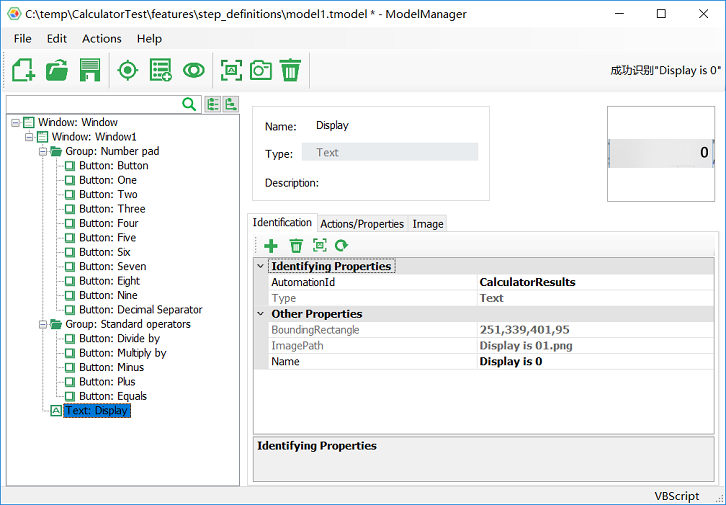 C:\temp\CalculatorTest\features\step_definitions\model1.tmodel * - ModelManager
File Edit Actions Help
成功识别"Display is 0"
Window: Window
Window: Window1
Group: Number pad
Button: Button
Button: One
Button: Two
Button: Three
Button: Four
Button: Five
Button: Six
Button: Seven
Button: Eight
Button: Nine
Button: Decimal Separator
Group: Standard operators
Button: Divide by
Button: Multiply by
Button: Minus
Button: Plus
Button: Equals
Text: Display
Name: Display
Type: Text
Description:
0
Identification Actions/Properties Image
Identifying Properties
AutomationId CalculatorResults
Type Text
Other Properties
BoundingRectangle 251,339,401,95
ImagePath Display is 01.png
Name Display is 0
Identifying Properties
VBScript